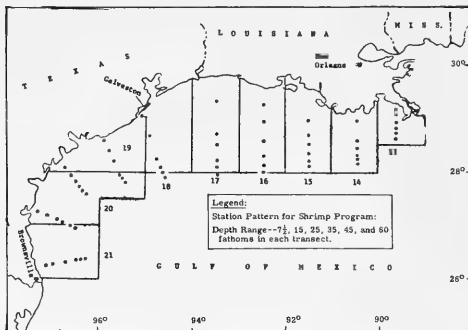 LOUISIANA
MISS.
TEXAS
Orleans
Galveston
30°
19
18
17
16
15
14
11
28°
20
Brownsville
21
Legend:
Station Pattern for Shrimp Program:
Depth Range--7½, 15, 25, 35, 45, and 60
fathoms in each transect.
GULF OF MEXICO
26°
96°
94°
92°
90°